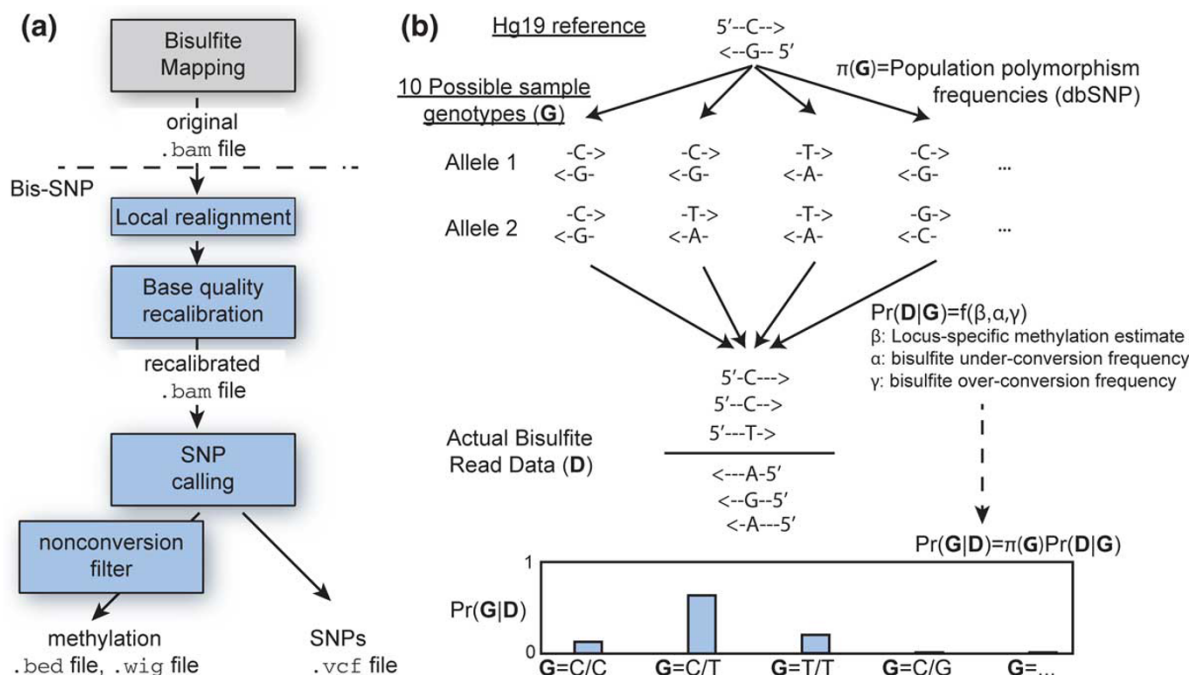 (a)
Bisulfite
Mapping
original
.bam file
Bis-SNP
Local realignment
Base quality
recalibration
recalibrated
.bam file
SNP
calling
nonconversion
filter
methylation
.bed file, .wig file
SNPs
.vcf file
(b)
Hg19 reference
5′--C-->
<--G-- 5′
π(G)=Population polymorphism
frequencies (dbSNP)
10 Possible sample
genotypes (G)
Allele 1
-C-> -C-> -T-> -C->
<-G- <-G- <-A- <-G- ...
Allele 2
-C-> -T-> -T-> -G->
<-G- <-A- <-A- <-C- ...
Pr(D|G)=f(β,α,γ)
β: Locus-specific methylation estimate
α: bisulfite under-conversion frequency
γ: bisulfite over-conversion frequency
Actual Bisulfite
Read Data (D)
5′-C--->
5′--C-->
5′---T->
<---A-5′
<--G--5′
<-A---5′
Pr(G|D)=π(G)Pr(D|G)
Pr(G|D)
1
0
G=C/C G=C/T G=T/T G=C/G G=...